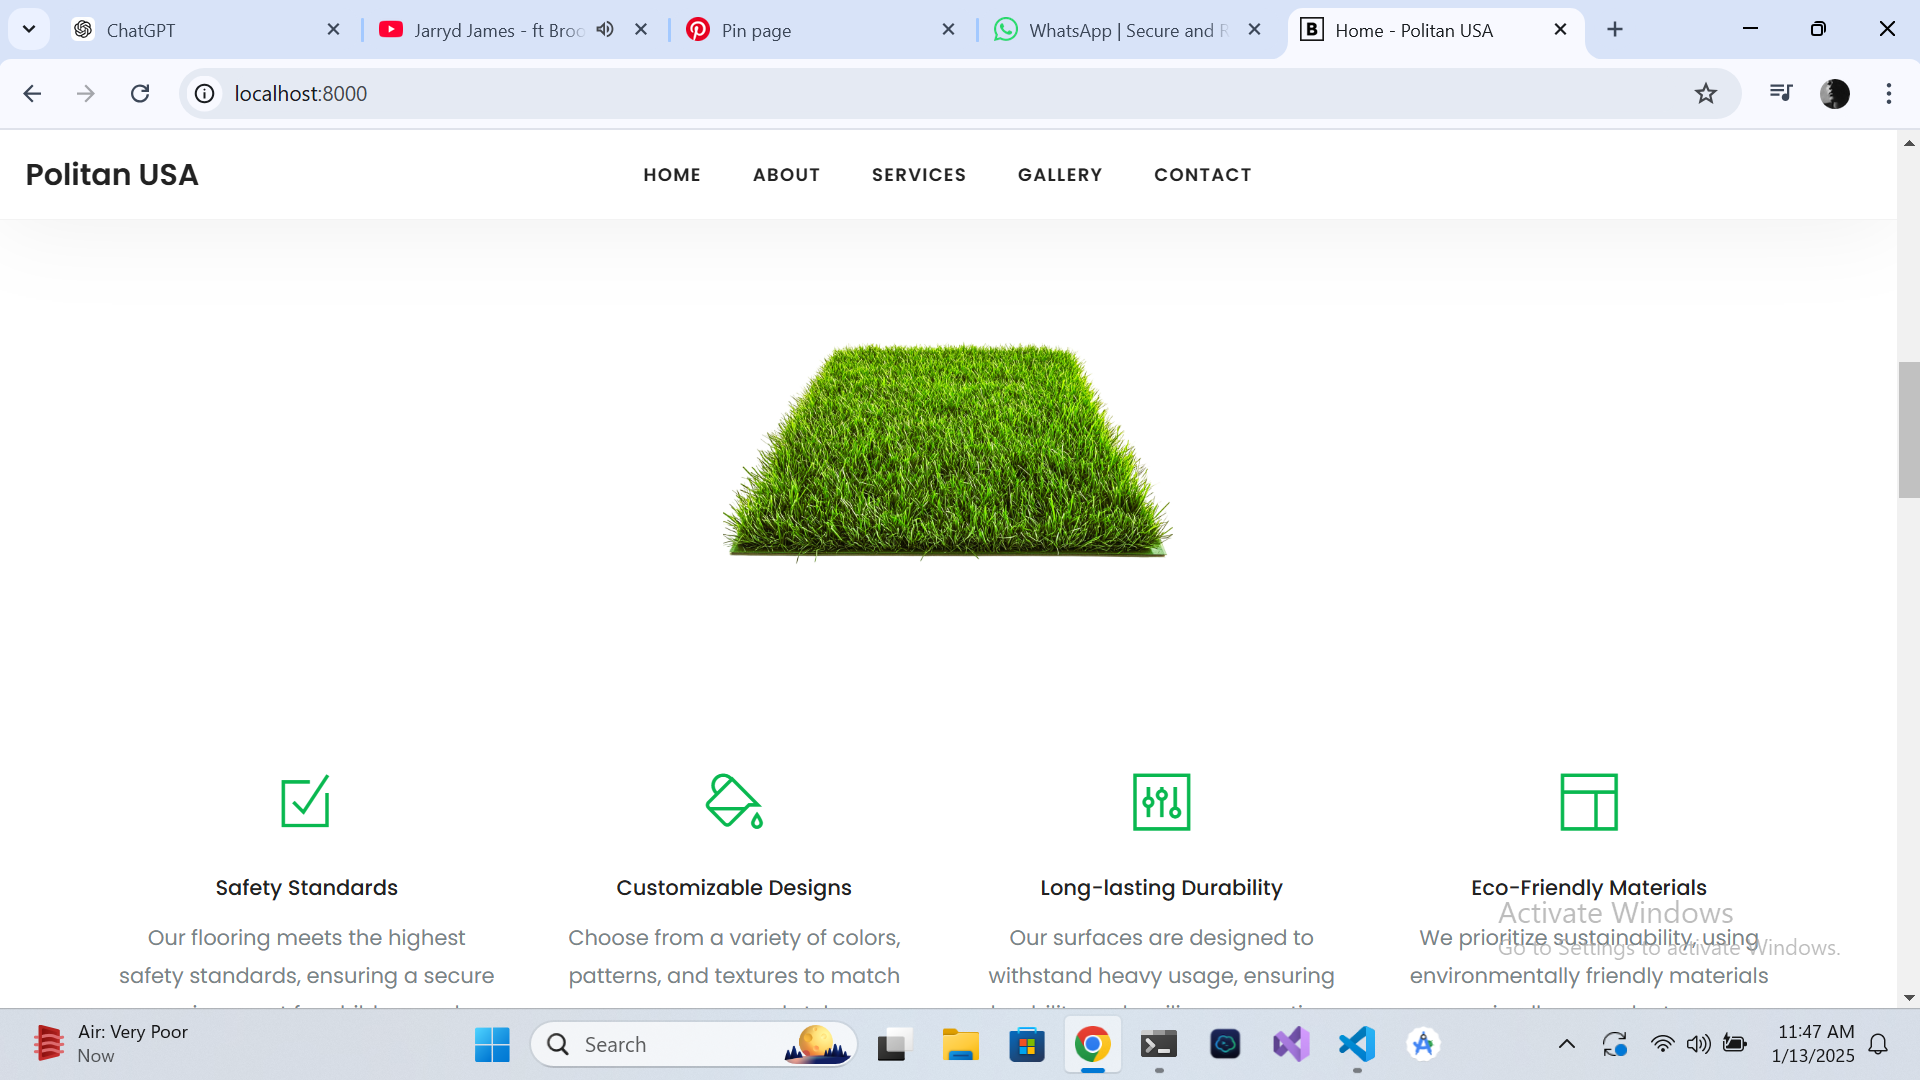 ChatGPT
Jarryd James - ft Broo
Pin page
WhatsApp | Secure and R
B
Home - Politan USA
localhost:8000
Politan USA
HOME
ABOUT
SERVICES
GALLERY
CONTACT
Safety Standards
Our flooring meets the highest
safety standards, ensuring a secure
Customizable Designs
Choose from a variety of colors,
patterns, and textures to match
Long-lasting Durability
Our surfaces are designed to
withstand heavy usage, ensuring
Eco-Friendly Materials
We prioritize sustainability, using
environmentally friendly materials
Activate Windows
Go to Settings to activate Windows.
Air: Very Poor
Now
Search
11:47 AM
1/13/2025